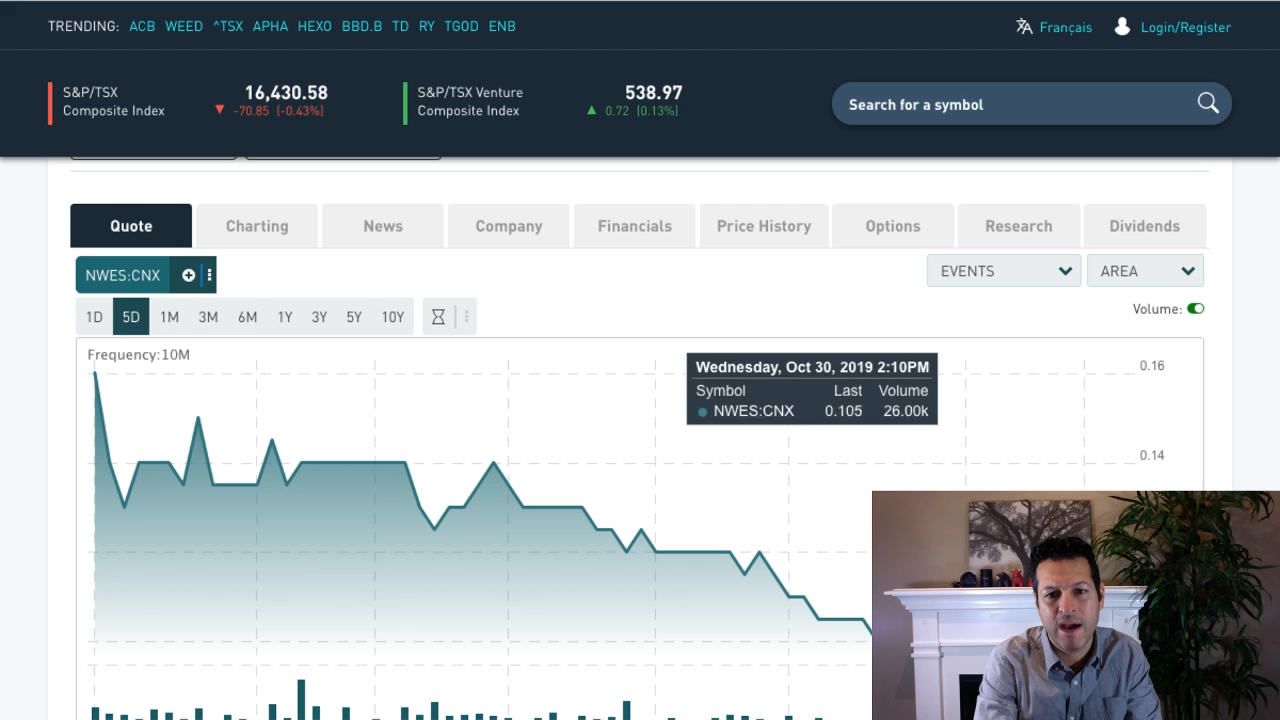 TRENDING: ACB WEED ^TSX APHA HEXO BBD.B TD RY TGOD ENB Français Login/Register
S&P/TSX 16,430.58 S&P/TSX Venture 538.97
Composite Index -70.85 (-0.43%) Composite Index 0.72 (0.13%)
Search for a symbol
Quote Charting News Company Financials Price History Options Research Dividends
NWES:CNX EVENTS AREA
Volume:
1D 5D 1M 3M 6M 1Y 3Y 5Y 10Y
Frequency:10M
0.16
Wednesday, Oct 30, 2019 2:10PM
Symbol Last Volume
NWES:CNX 0.105 26.00k
0.14